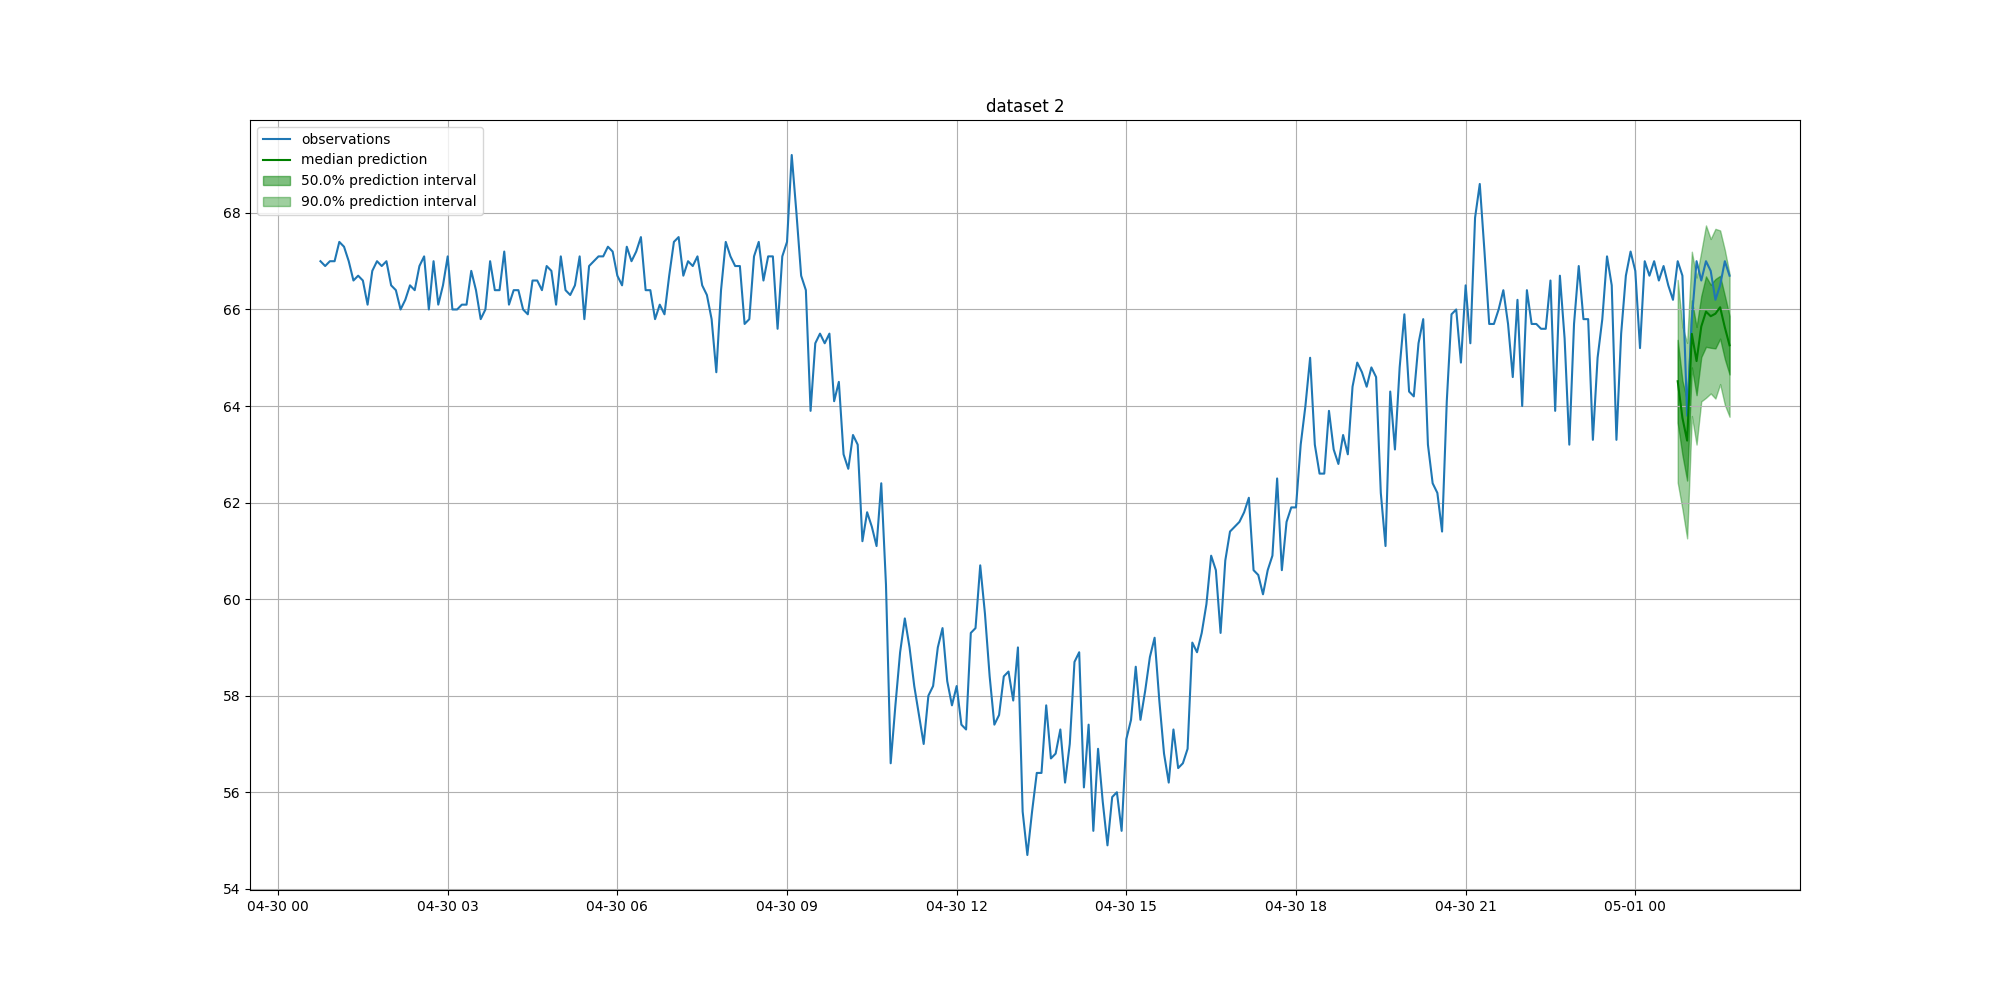 dataset 2
observations
median prediction
50.0% prediction interval
90.0% prediction interval
68
66
64
62
60
58
56
54
04-30 00 04-30 03 04-30 06 04-30 09 04-30 12 04-30 15 04-30 18 04-30 21 05-01 00